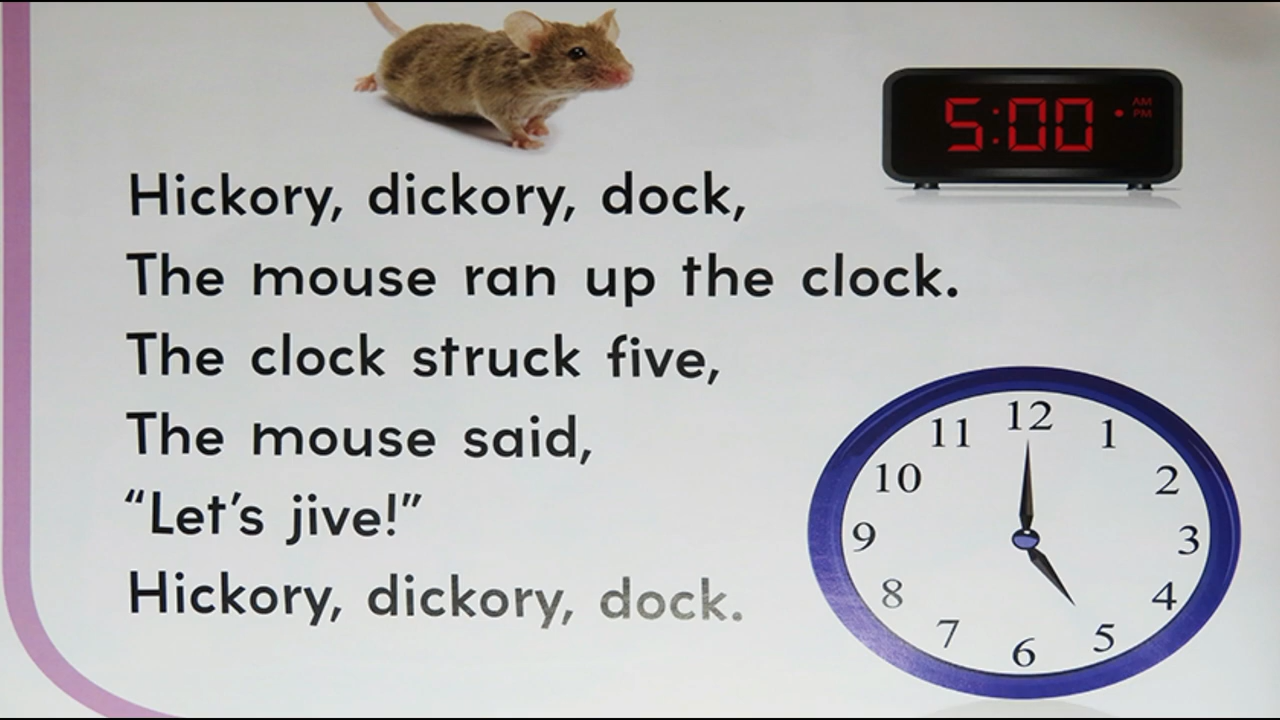 5:00 AM
PM
Hickory, dickory, dock,
The mouse ran up the clock.
The clock struck five,
The mouse said,
“Let’s jive!”
Hickory, dickory, dock.
12
11 1
10 2
9 3
8 4
7 5
6